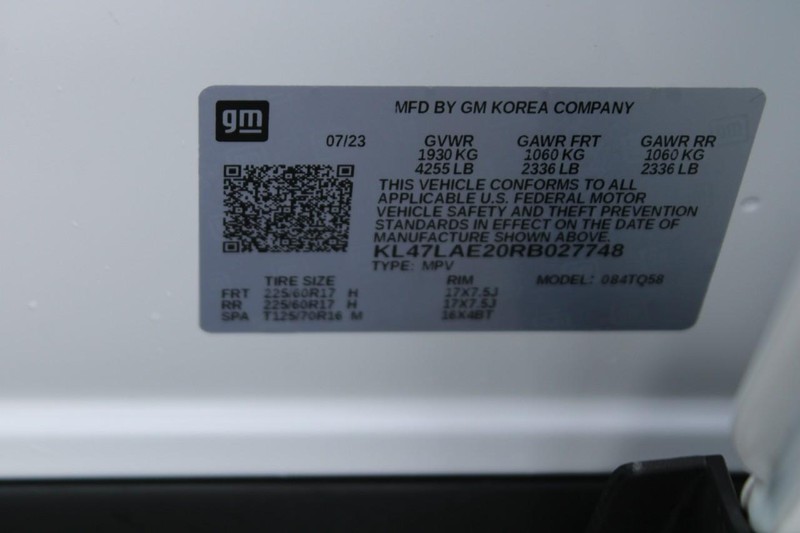 gm
MFD BY GM KOREA COMPANY
07/23 GVWR GAWR FRT GAWR RR
1930 KG 1060 KG 1060 KG
4255 LB 2336 LB 2336 LB
THIS VEHICLE CONFORMS TO ALL
APPLICABLE U.S. FEDERAL MOTOR
VEHICLE SAFETY AND THEFT PREVENTION
STANDARDS IN EFFECT ON THE DATE OF
MANUFACTURE SHOWN ABOVE.
KL47LAE20RB027748
TYPE: MPV
TIRE SIZE RIM MODEL: 084TQ58
FRT 225/60R17 H 17X7.5J
RR 225/60R17 H 17X7.5J
SPA T125/70R16 M 16X4BT